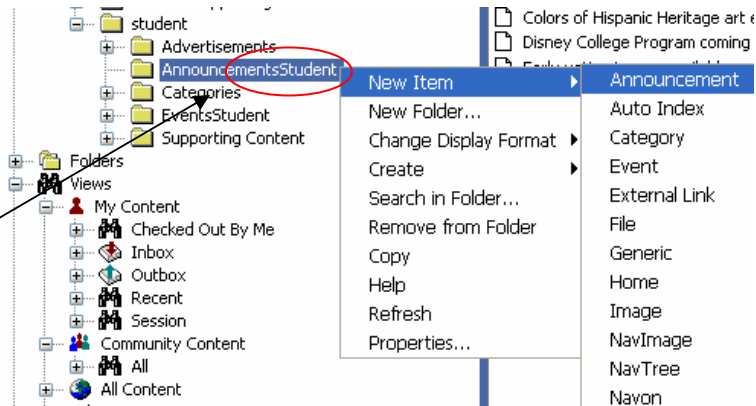 student
Advertisements
AnnouncementsStudent
Categories
EventsStudent
Supporting Content
Folders
Views
My Content
Checked Out By Me
Inbox
Outbox
Recent
Session
Community Content
All
All Content
New Item
New Folder...
Change Display Format
Create
Search in Folder...
Remove from Folder
Copy
Help
Refresh
Properties...
Colors of Hispanic Heritage art
Disney College Program coming
Announcement
Auto Index
Category
Event
External Link
File
Generic
Home
Image
NavImage
NavTree
Navon